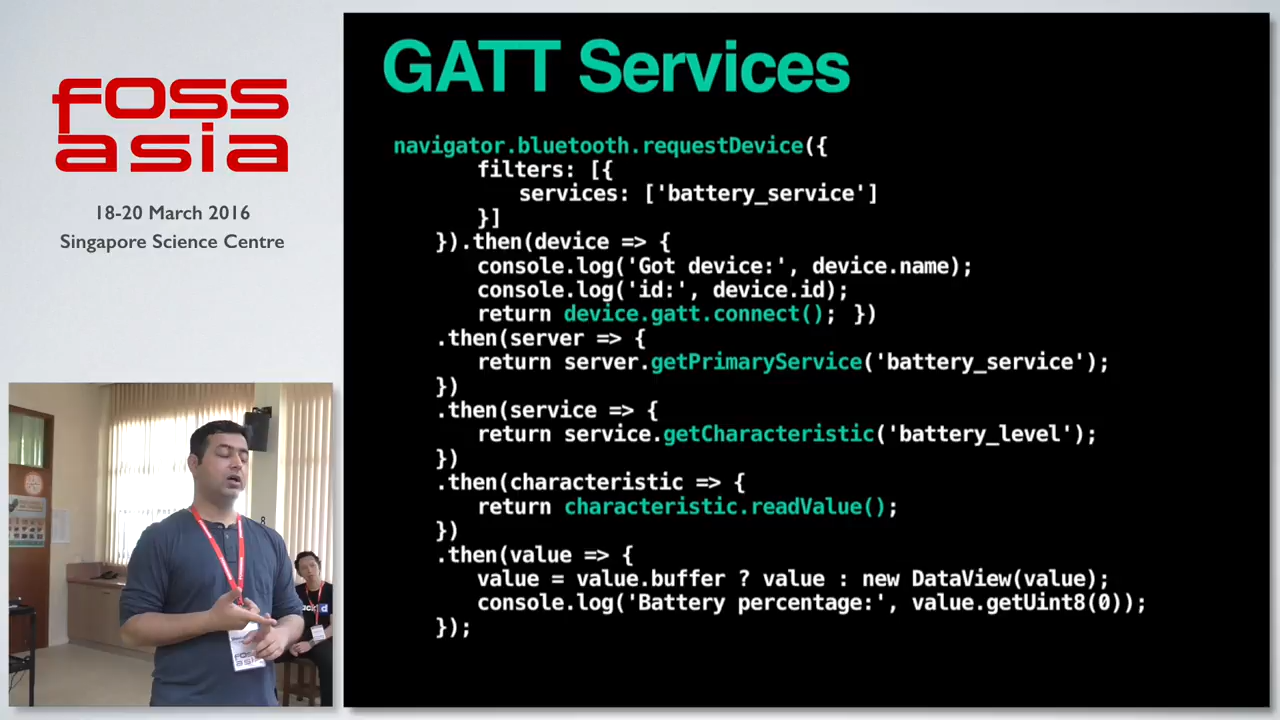 foss
asia
18-20 March 2016
Singapore Science Centre
GATT Services
navigator.bluetooth.requestDevice({
filters: [{
services: ['battery_service']
}]
}).then(device => {
console.log('Got device:', device.name);
console.log('id:', device.id);
return device.gatt.connect(); })
.then(server => {
return server.getPrimaryService('battery_service');
})
.then(service => {
return service.getCharacteristic('battery_level');
})
.then(characteristic => {
return characteristic.readValue();
})
.then(value => {
value = value.buffer ? value : new DataView(value);
console.log('Battery percentage:', value.getUint8(0));
});
FOSS
ASIA